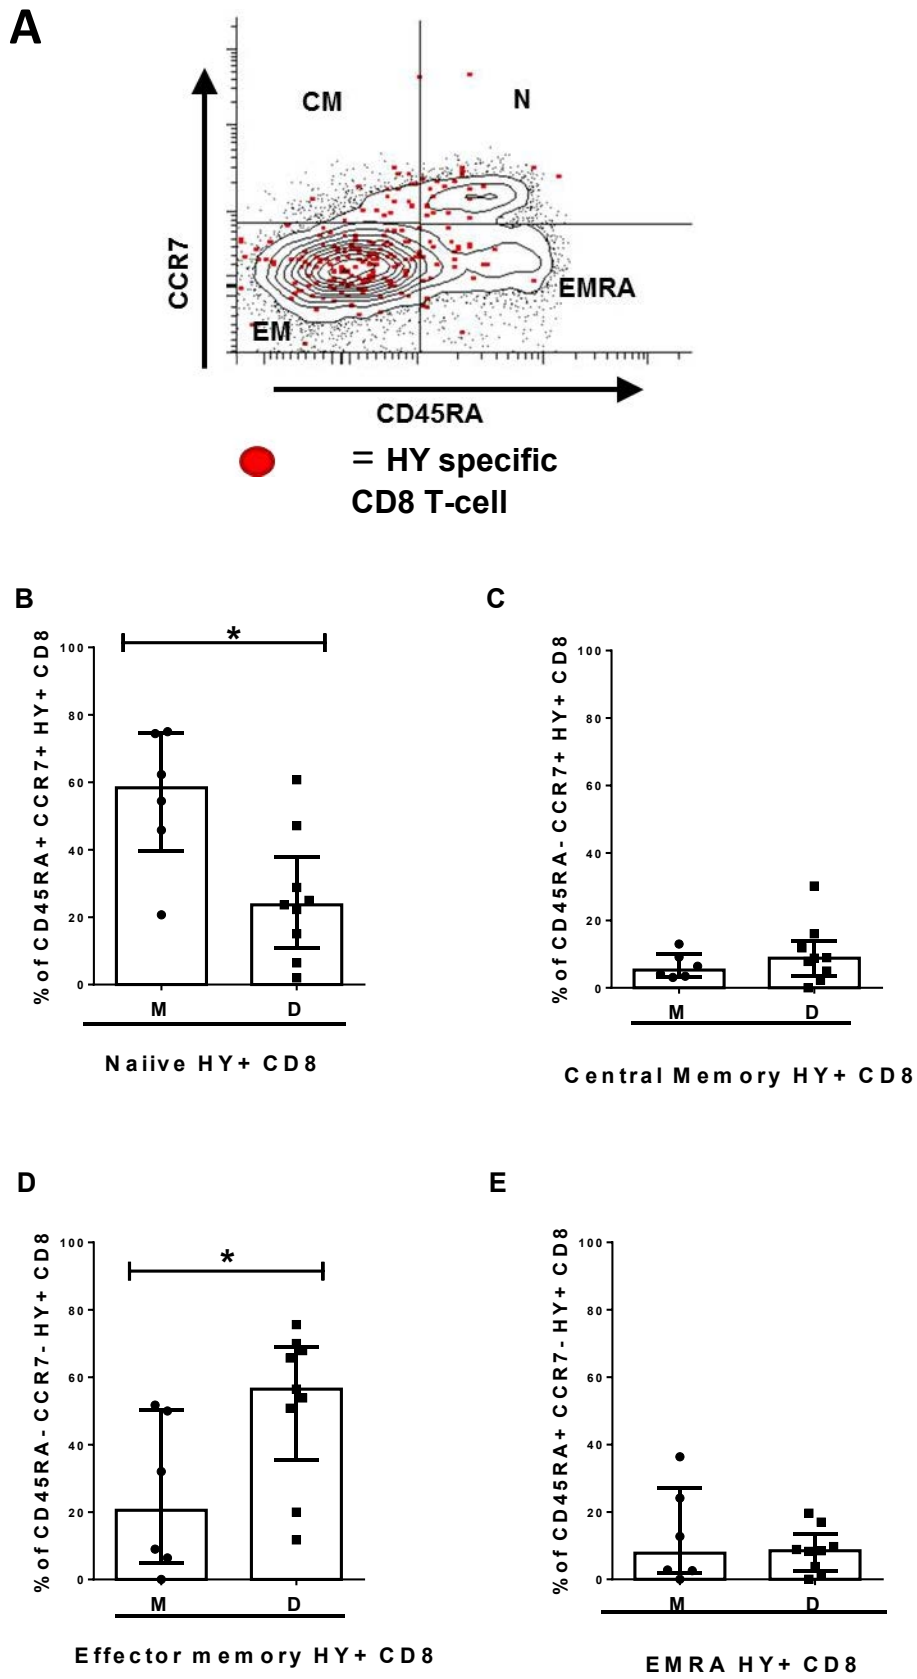 A
CM
N
CCR7
EM
EMRA
CD45RA
= HY specific
CD8 T-cell
B
*
% of CD45RA+ CCR7+ HY+ CD8
100
80
60
40
20
0
M
D
Naiive HY+ CD8
C
% of CD45RA- CCR7+ HY+ CD8
100
80
60
40
20
0
M
D
Central Memory HY+ CD8
D
*
% of CD45RA- CCR7- HY+ CD8
100
80
60
40
20
0
M
D
Effector memory HY+ CD8
E
% of CD45RA+ CCR7- HY+ CD8
100
80
60
40
20
0
M
D
EMRA HY+ CD8